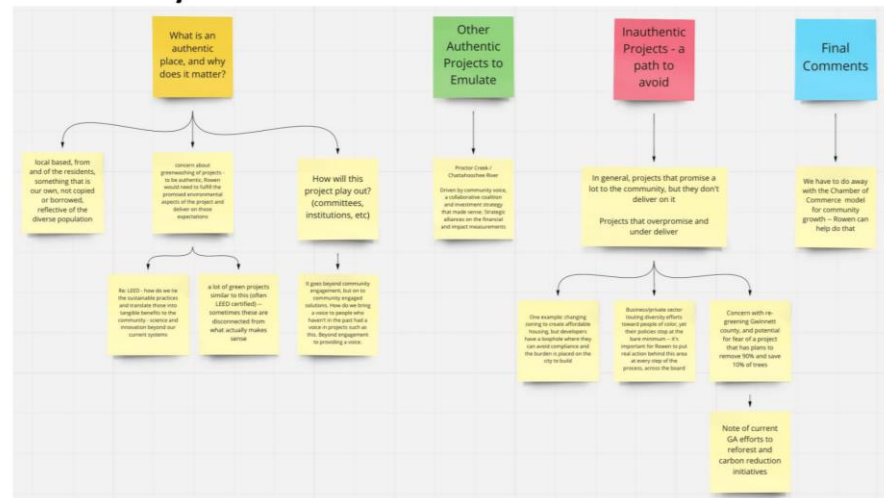 What is an
authentic
place, and why
does it matter?
Other
Authentic
Projects to
Emulate
Inauthentic
Projects - a
path to
avoid
Final
Comments
local based, from
and of the residents,
something that is
our own, not copied
or borrowed,
reflective of the
diverse population
concern about
greenwashing of projects -
to be authentic, Rowen
would need to fulfill the
promised environmental
aspects of the project and
deliver on those
expectations
How will this
project play out?
(committees,
institutions, etc)
Proctor Creek /
Chattahoochee River
Driven by community voice,
a collaborative coalition
and investment strategy
that made sense. Strategic
alliances on the financial
and impact measurements
In general, projects that promise a
lot to the community, but they don't
deliver on it
Projects that overpromise and
under deliver
We have to do away
with the Chamber of
Commerce model
for community
growth -- Rowen can
help do that
Re: LEED - how do we tie
the sustainable practices
and translate those into
tangible benefits to the
community - science and
innovation beyond our
current systems
a lot of green projects
similar to this (often
LEED certified) --
sometimes these are
disconnected from
what actually makes
sense
It goes beyond community
engagement, but on to
community engaged
solutions. How do we bring
a voice to people who
haven't in the past had a
voice in projects such as
this. Beyond engagement
to providing a voice.
One example: changing
zoning to create affordable
housing, but developers
have a loophole where they
can avoid compliance and
the burden is placed on the
city to build
Business/private sector
touting diversity efforts
toward people of color, yet
their policies stop at the
bare minimum -- it's
important for Rowen to put
real action behind this area
at every step of the
process, across the board
Concern with re-
greening Gwinnett
county, and potential
for fear of a project
that has plans to
remove 90% and save
10% of trees
Note of current
GA efforts to
reforest and
carbon reduction
initiatives